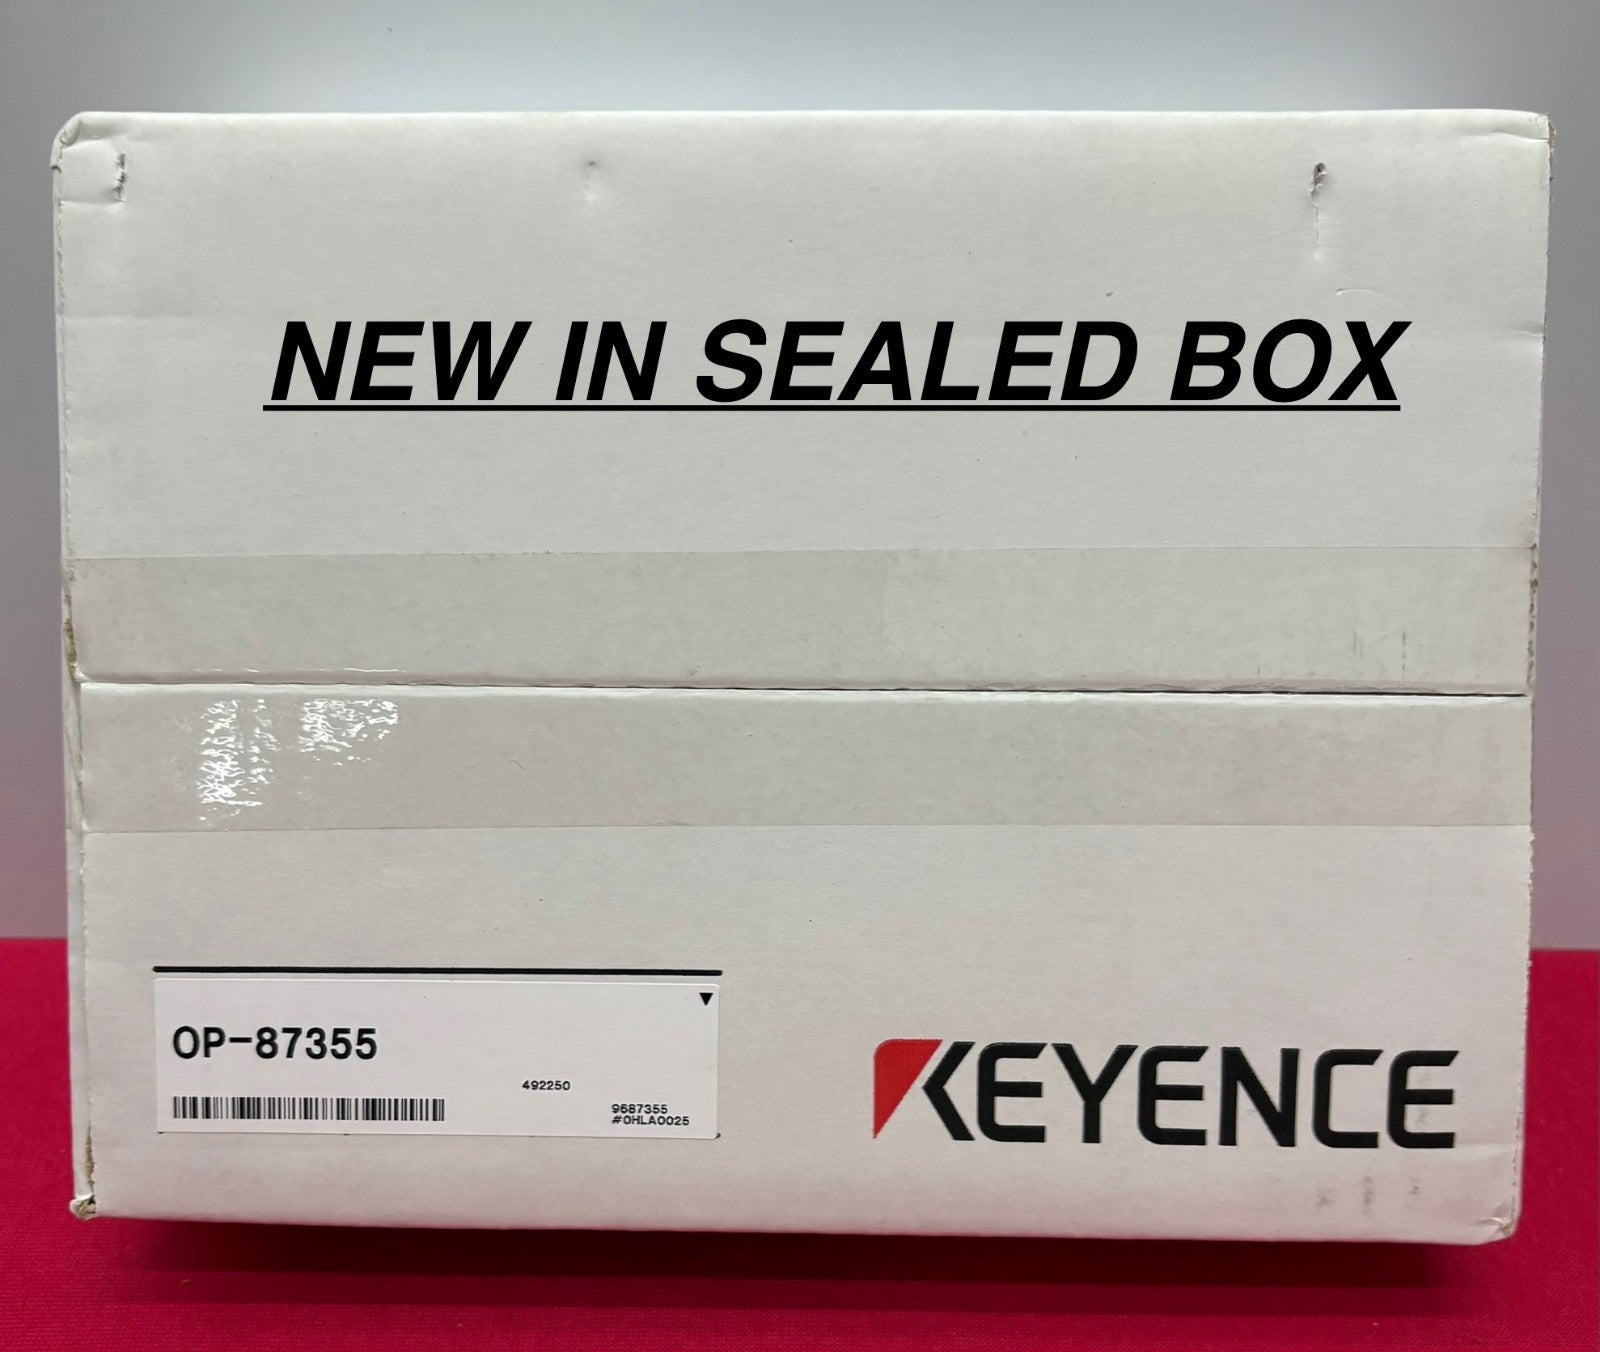 NEW IN SEALED BOX
▼
OP-87355
492250
9687355
#0HLA0025
KEYENCE